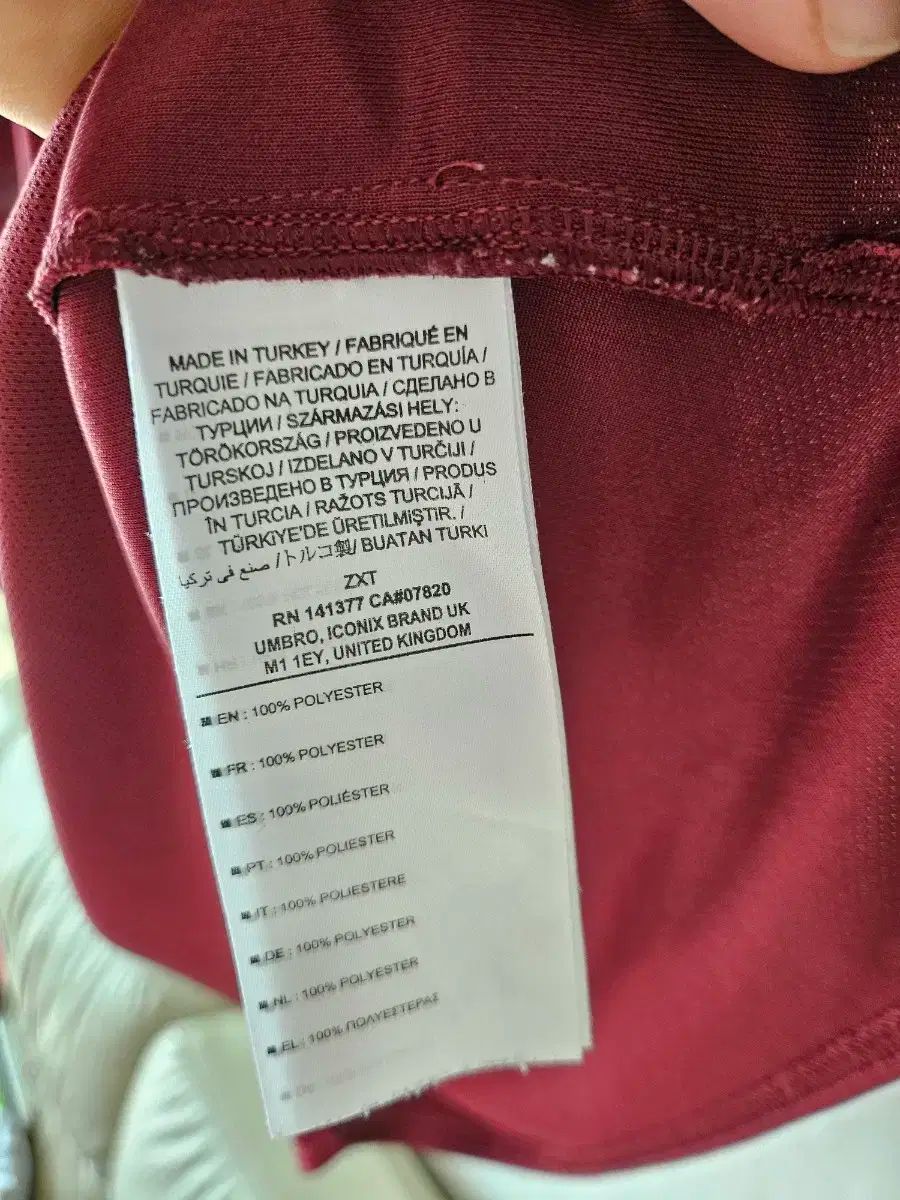 MADE IN TURKEY / FABRIQUÉ EN
TURQUIE / FABRICADO EN TURQUÍA /
FABRICADO NA TURQUIA / СДЕЛАНО В
ТУРЦИИ / SZÁRMAZÁSI HELY:
TÖRÖKORSZÁG / PROIZVEDENO U
TURSKOJ / IZDELANO V TURČIJI /
ПРОИЗВЕДЕНО В ТУРЦИЯ / PRODUS
ÎN TURCIA / RAŽOTS TURCIJĀ /
TÜRKİYE'DE ÜRETİLMİŞTİR. /
صنع في تركيا /トルコ製/ BUATAN TURKI
ZXT
RN 141377 CA#07820
UMBRO, ICONIX BRAND UK
M1 1EY, UNITED KINGDOM
EN : 100% POLYESTER
FR : 100% POLYESTER
ES : 100% POLIÉSTER
PT : 100% POLIESTER
IT : 100% POLIESTERE
DE : 100% POLYESTER
NL : 100% POLYESTER
EL : 100% ΠΟΛΥΕΣΤΕΡΑΣ